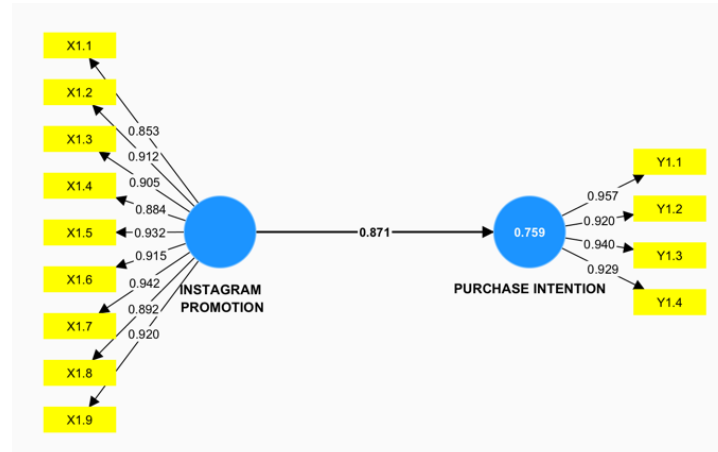 X1.1
X1.2
X1.3
X1.4
X1.5
X1.6
X1.7
X1.8
X1.9
0.853
0.912
0.905
0.884
0.932
0.915
0.942
0.892
0.920
INSTAGRAM
PROMOTION
0.871
0.759
PURCHASE INTENTION
0.957
0.920
0.940
0.929
Y1.1
Y1.2
Y1.3
Y1.4